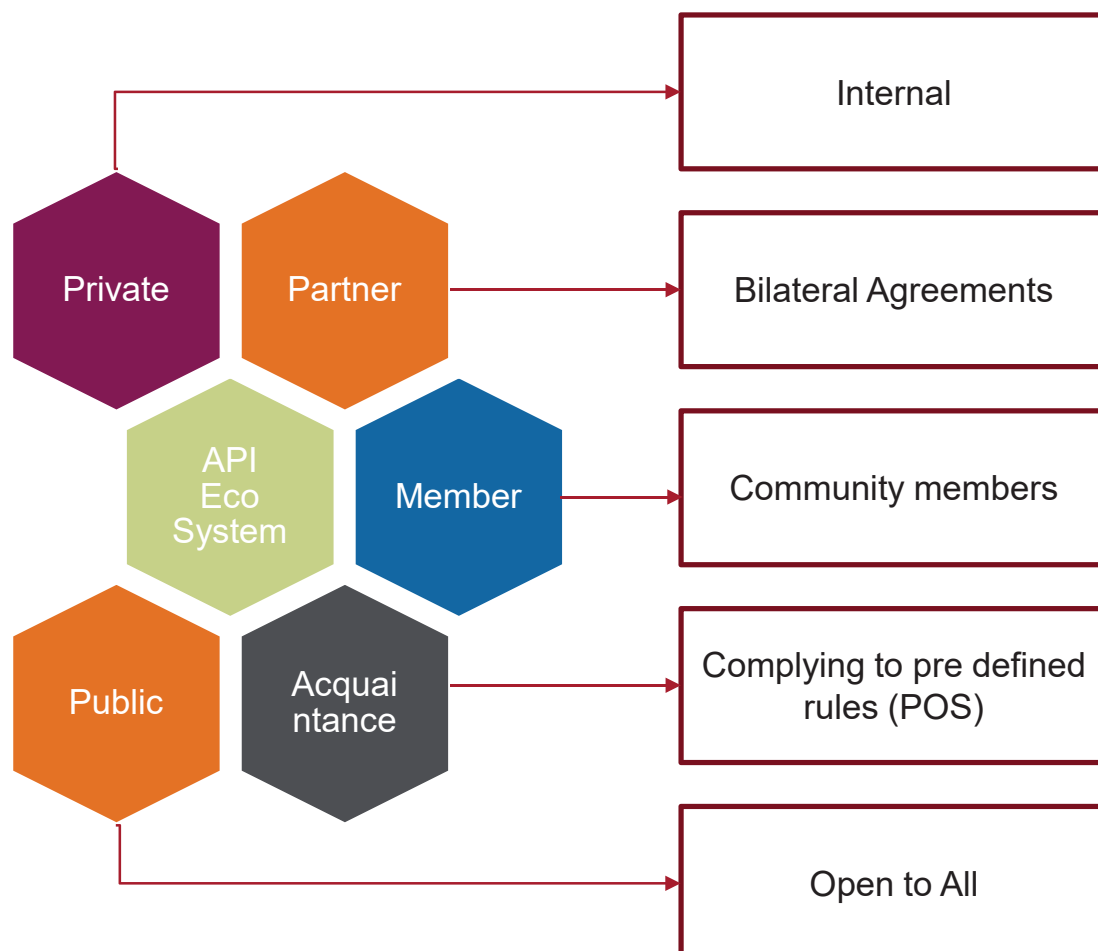 Internal
Private
Partner
Bilateral Agreements
API
Eco
System
Member
Community members
Public
Acquai
ntance
Complying to pre defined
rules (POS)
Open to All